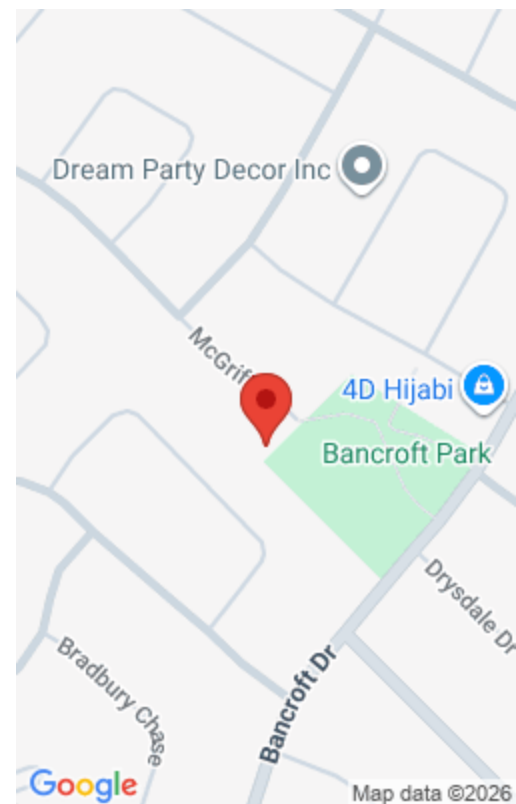 Dream Party Decor Inc
4D Hijabi
Bancroft Park
Drysdale Dr
Bancroft Dr
Bradbury Chase
Google
Map data ©2026